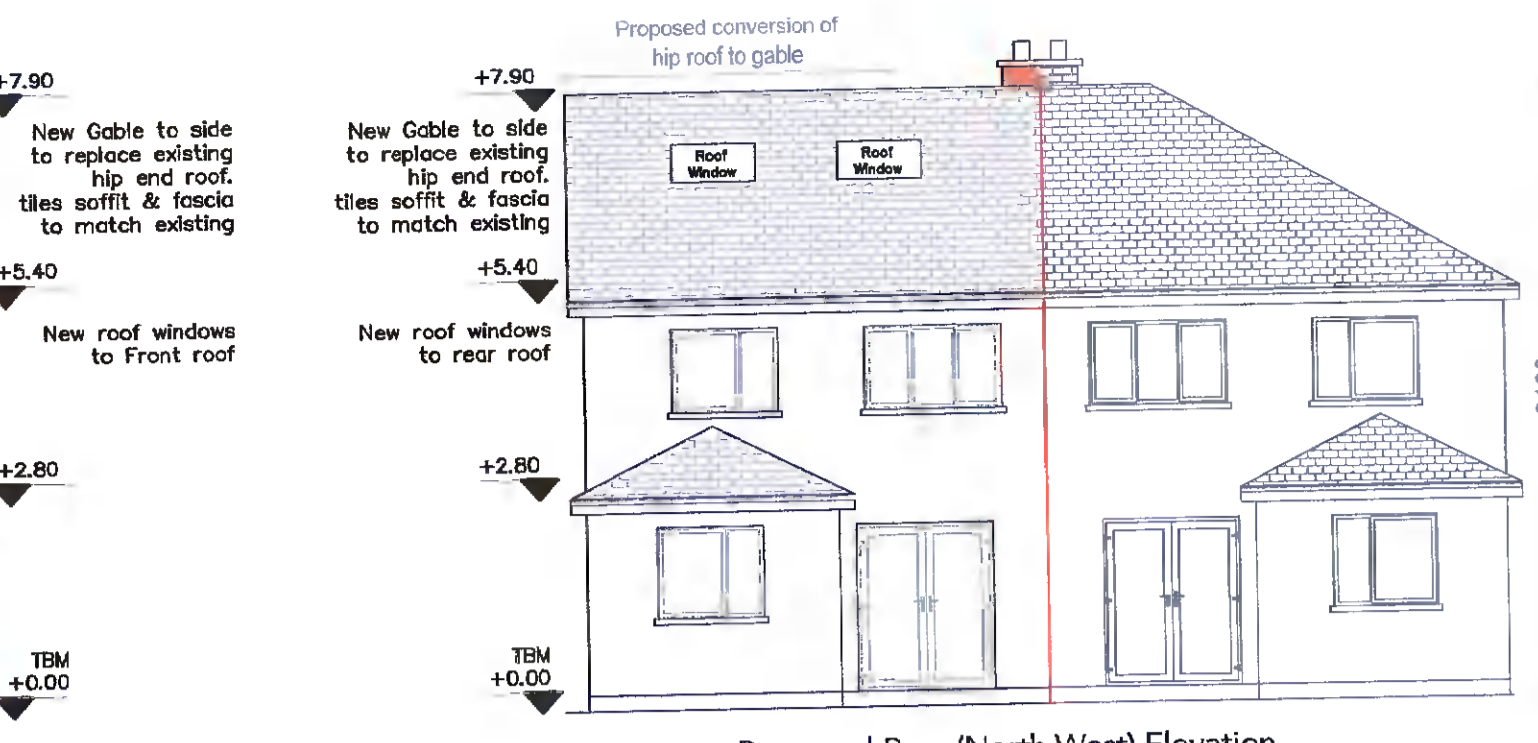 Proposed conversion of
hip roof to gable
+7.90
New Gable to side
to replace existing
hip end roof.
tiles soffit & fascia
to match existing
+5.40
New roof windows
to Front roof
+2.80
TBM
+0.00
+7.90
New Gable to side
to replace existing
hip end roof.
tiles soffit & fascia
to match existing
+5.40
New roof windows
to rear roof
+2.80
TBM
+0.00
Roof
Window
Roof
Window
(North West) Elevation